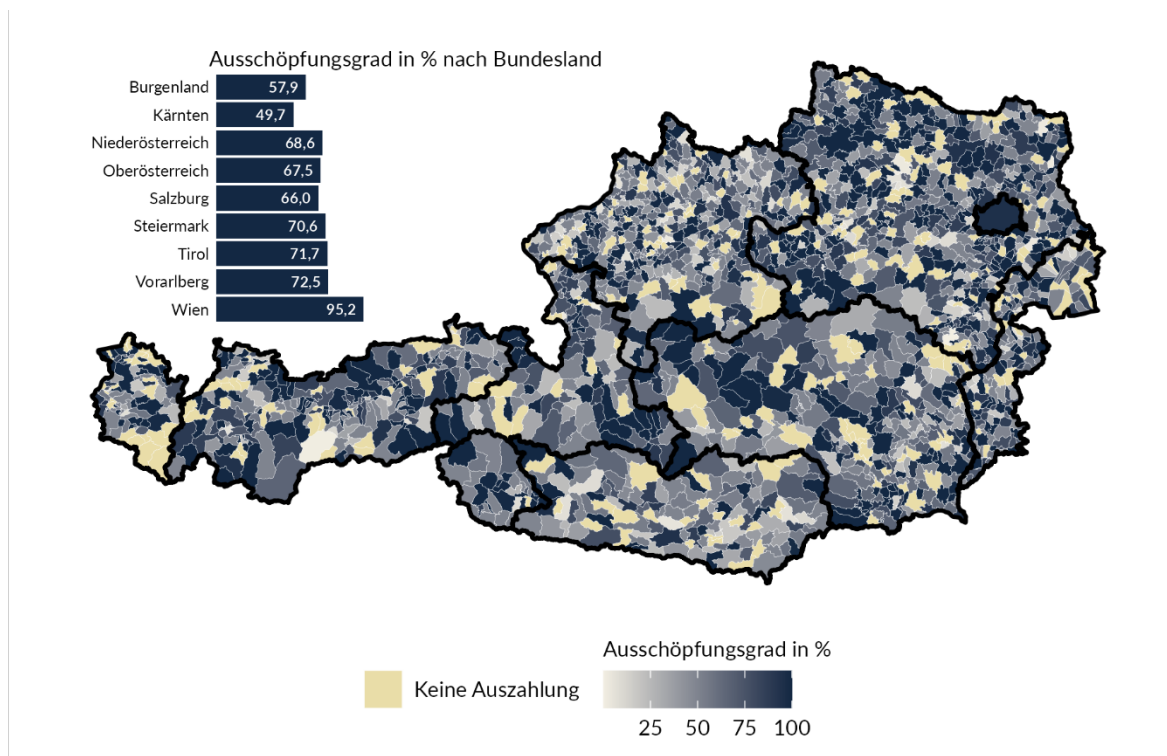 Ausschöpfungsgrad in % nach Bundesland
Burgenland 57,9
Kärnten 49,7
Niederösterreich 68,6
Oberösterreich 67,5
Salzburg 66,0
Steiermark 70,6
Tirol 71,7
Vorarlberg 72,5
Wien 95,2
Ausschöpfungsgrad in %
Keine Auszahlung
25 50 75 100